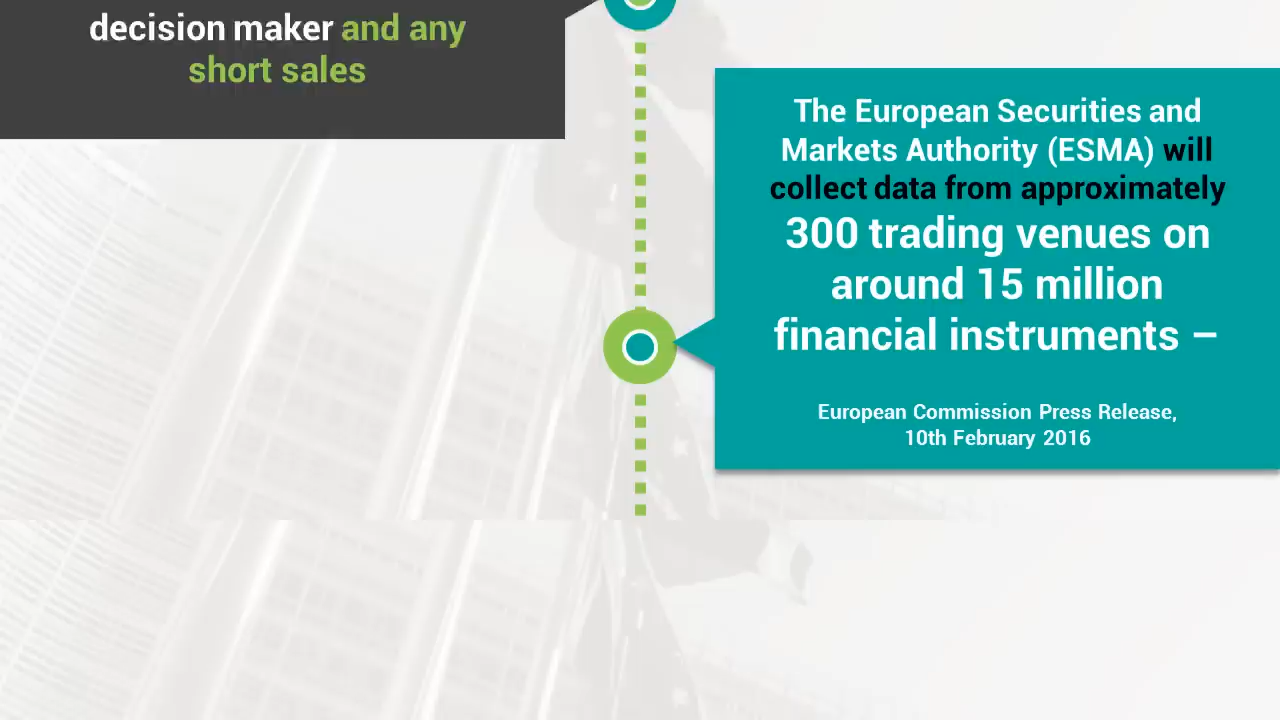 decision maker and any
short sales
The European Securities and
Markets Authority (ESMA) will
collect data from approximately
300 trading venues on
around 15 million
financial instruments –
European Commission Press Release,
10th February 2016